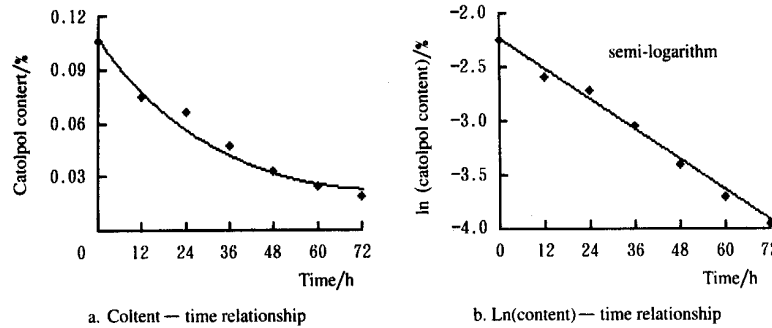 0.12
0.09
0.06
0.03
0
12 24 36 48 60 72
Time/h
Catolpol contert/%
a. Coltent — time relationship
-2.0
-2.5
-3.0
-3.5
-4.0
semi-logarithm
0 12 24 36 48 60 72
Time/h
ln (catolpol content)/%
b. Ln(content) — time relationship